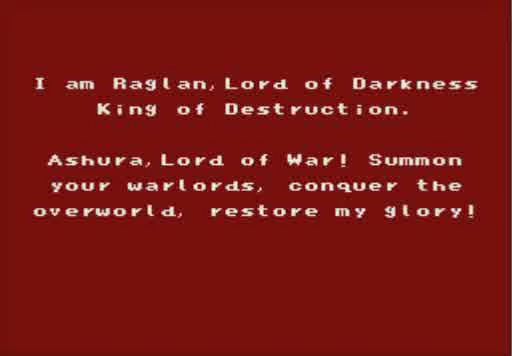 I am Raglan,Lord of Darkness
King of Destruction.
Ashura,Lord of War! Summon
your warlords, conquer the
overworld, restore my glory!